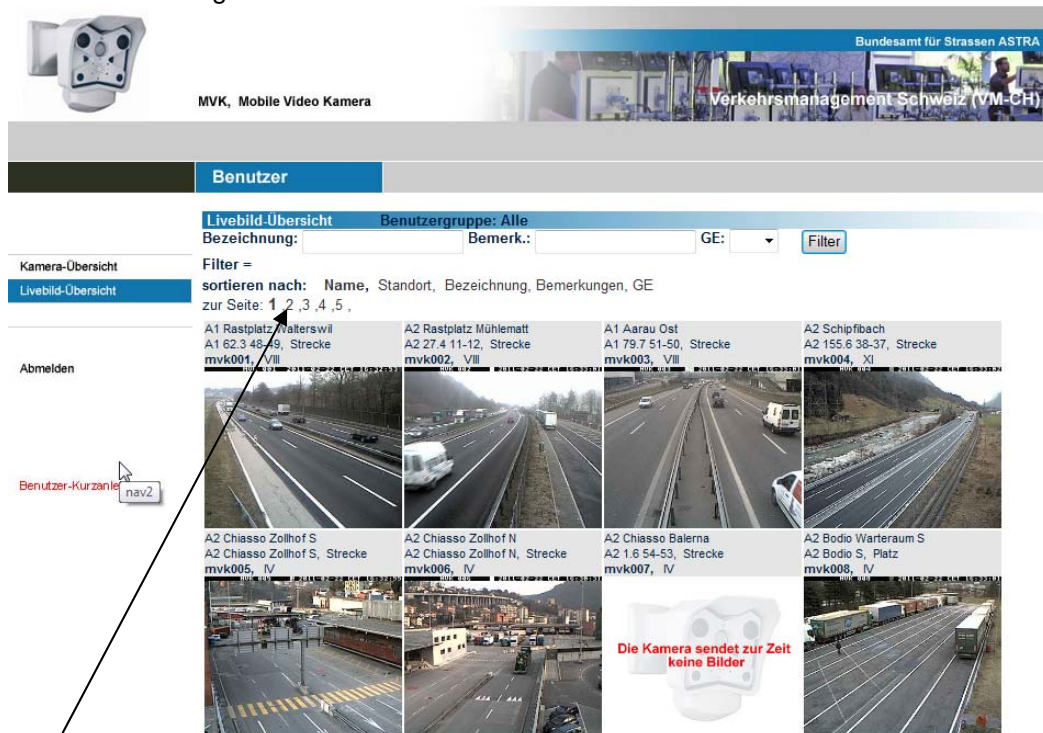 Bundesamt für Strassen ASTRA
MVK, Mobile Video Kamera
Verkehrsmanagement Schweiz (VM-CH)
Benutzer
Livebild-Übersicht Benutzergruppe: Alle
Bezeichnung: Bemerk.: GE: Filter
Kamera-Übersicht
Livebild-Übersicht
Abmelden
Benutzer-Kurzanle
nav2
Filter =
sortieren nach: Name, Standort, Bezeichnung, Bemerkungen, GE
zur Seite: 1 ,2 ,3 ,4 ,5 ,
A1 Rastplatz Walterswil
A1 62.3 48-49, Strecke
mvk001, VIII
A2 Rastplatz Mühlematt
A2 27.4 11-12, Strecke
mvk002, VIII
A1 Aarau Ost
A1 79.7 51-50, Strecke
mvk003, VIII
A2 Schipfibach
A2 155.6 38-37, Strecke
mvk004, XI
A2 Chiasso Zollhof S
A2 Chiasso Zollhof S, Strecke
mvk005, IV
A2 Chiasso Zollhof N
A2 Chiasso Zollhof N, Strecke
mvk006, IV
A2 Chiasso Balerna
A2 1.6 54-53, Strecke
mvk007, IV
Die Kamera sendet zur Zeit
keine Bilder
A2 Bodio Warteraum S
A2 Bodio S, Platz
mvk008, IV